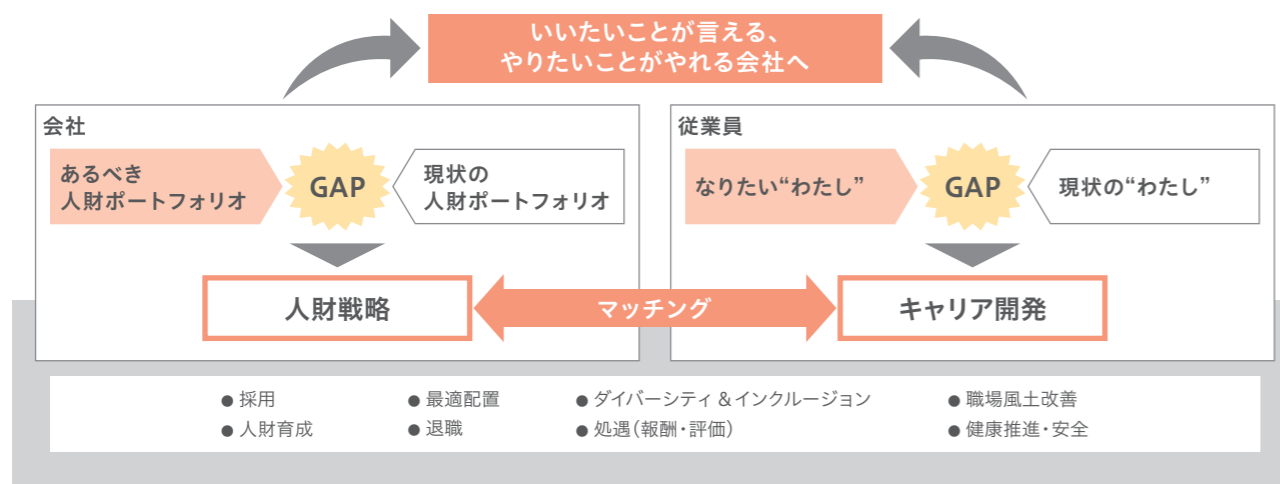 いいたいことが言える、
やりたいことがやれる会社へ
会社
あるべき
人財ポートフォリオ
GAP
現状の
人財ポートフォリオ
人財戦略
マッチング
従業員
なりたい“わたし”
GAP
現状の“わたし”
キャリア開発
● 採用
● 人財育成
● 最適配置
● 退職
● ダイバーシティ＆インクルージョン
● 処遇（報酬・評価）
● 職場風土改善
● 健康推進・安全